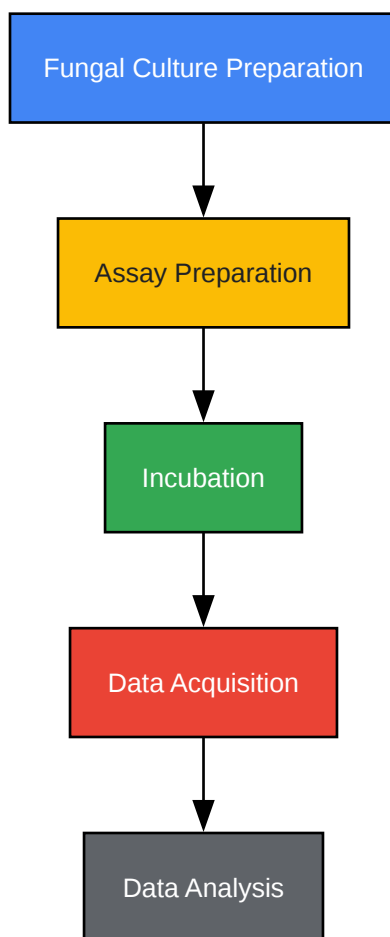 Fungal Culture Preparation
Assay Preparation
Incubation
Data Acquisition
Data Analysis